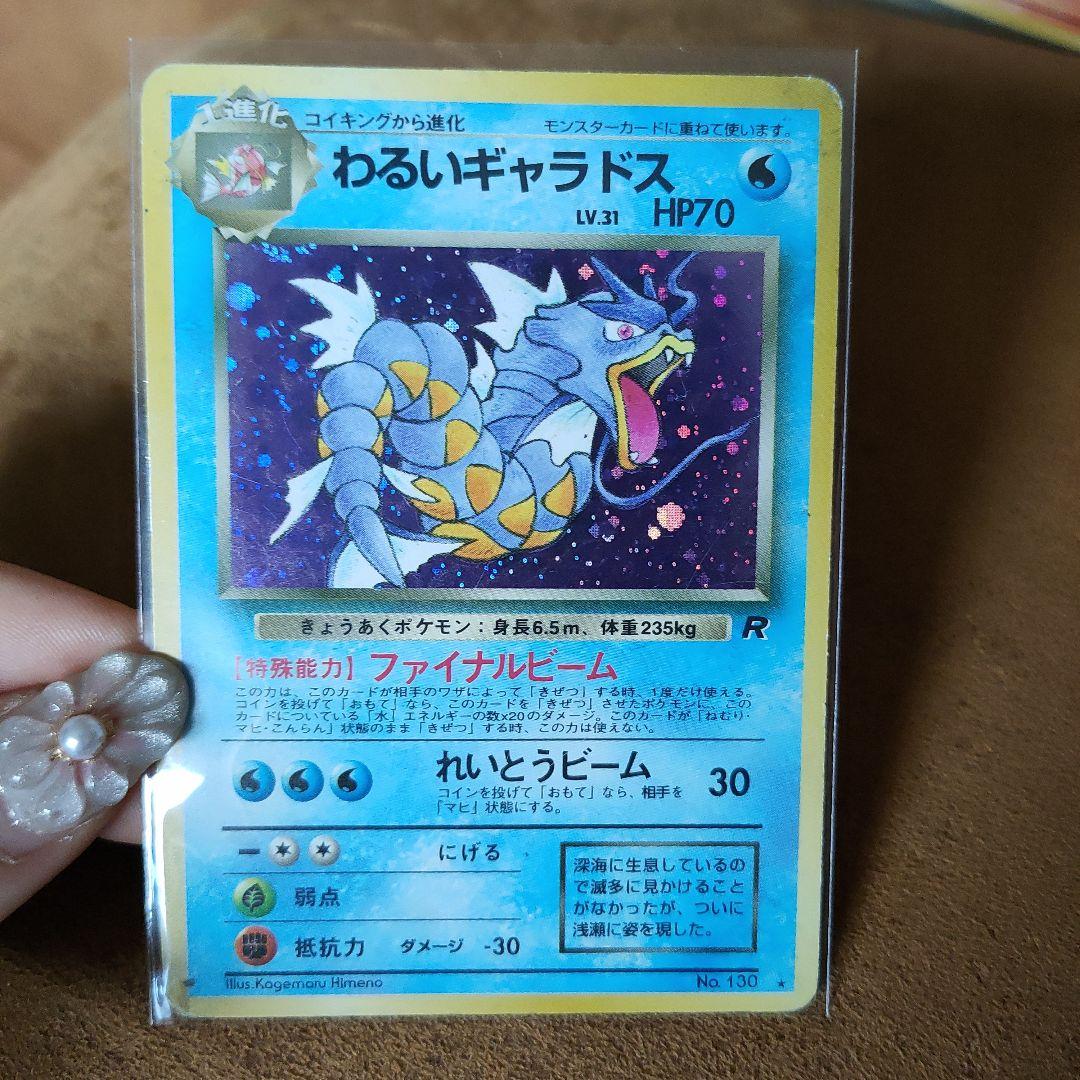 1進化
コイキングから進化
モンスターカードに重ねて使います。
わるいギャラドス
LV.31 HP70
きょうあくポケモン：身長6.5m、体重235kg R
【特殊能力】ファイナルビーム
この力は、このカードが相手のワザによって「きぜつ」する時、1度だけ使える。
コインを投げて「おもて」なら、このカードを「きぜつ」させたポケモンに、この
カードについている「水」エネルギーの数x20のダメージ。このカードが「ねむり・
マヒ・こんらん」状態のまま「きぜつ」する時、この力は使えない。
れいとうビーム 30
コインを投げて「おもて」なら、相手を
「マヒ」状態にする。
にげる
弱点
抵抗力 ダメージ -30
深海に生息しているの
で滅多に見かけること
がなかったが、ついに
浅瀬に姿を現した。
Illus.Kagemaru Himeno
No. 130 ★